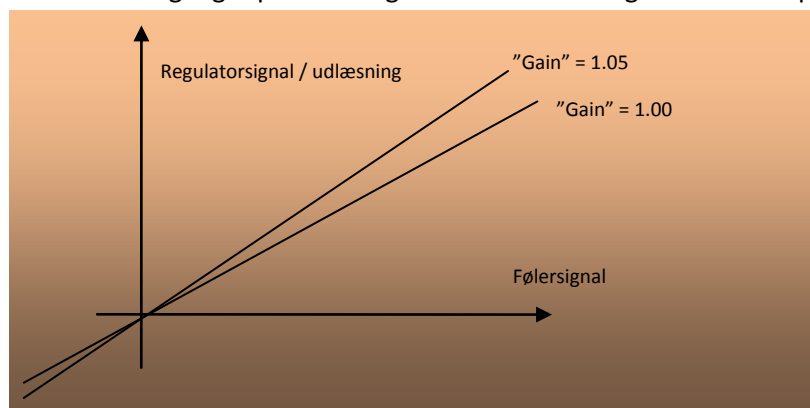 Regulatorsignal / udlæsning
”Gain” = 1.05
”Gain” = 1.00
Følersignal